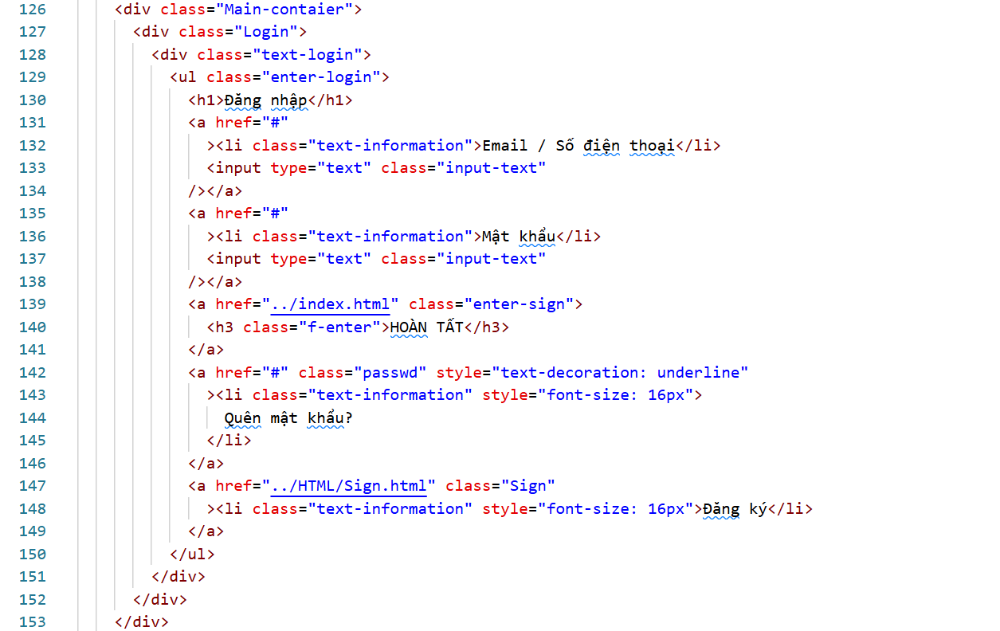 126 <div class="Main-contaier">
127 <div class="Login">
128 <div class="text-login">
129 <ul class="enter-login">
130 <h1>Đăng nhập</h1>
131 <a href="#"
132 ><li class="text-information">Email / Số điện thoại</li>
133 <input type="text" class="input-text"
134 /></a>
135 <a href="#"
136 ><li class="text-information">Mật khẩu</li>
137 <input type="text" class="input-text"
138 /></a>
139 <a href="../index.html" class="enter-sign">
140 <h3 class="f-enter">HOÀN TẤT</h3>
141 </a>
142 <a href="#" class="passwd" style="text-decoration: underline"
143 ><li class="text-information" style="font-size: 16px">
144 Quên mật khẩu?
145 </li>
146 </a>
147 <a href="../HTML/Sign.html" class="Sign"
148 ><li class="text-information" style="font-size: 16px">Đăng ký</li>
149 </a>
150 </ul>
151 </div>
152 </div>
153 </div>